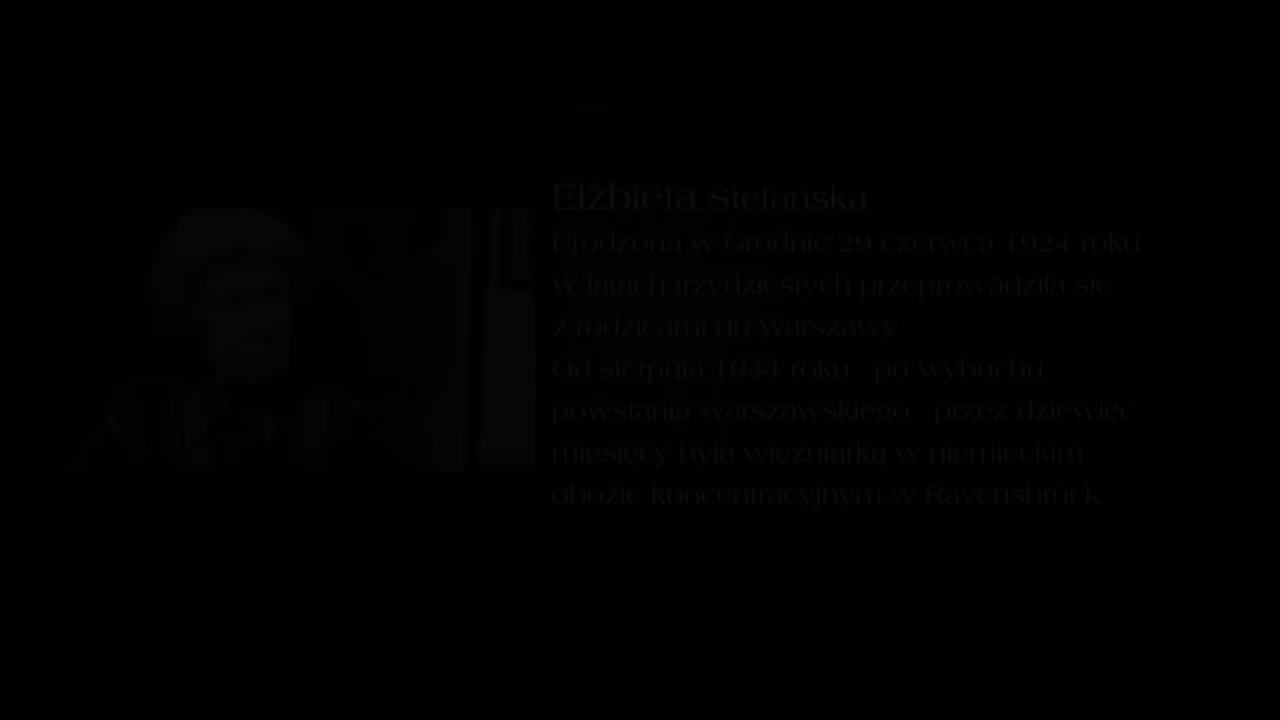 Elżbieta Stefańska
Urodzona w Grodnie 29 czerwca 1924 roku
W latach trzydziestych przeprowadziła się
z rodzicami do Warszawy
Od sierpnia 1944 roku po wybuchu
powstania warszawskiego przez dziewięć
miesięcy była więźniarką w niemieckim
obozie koncentracyjnym w Ravensbrück